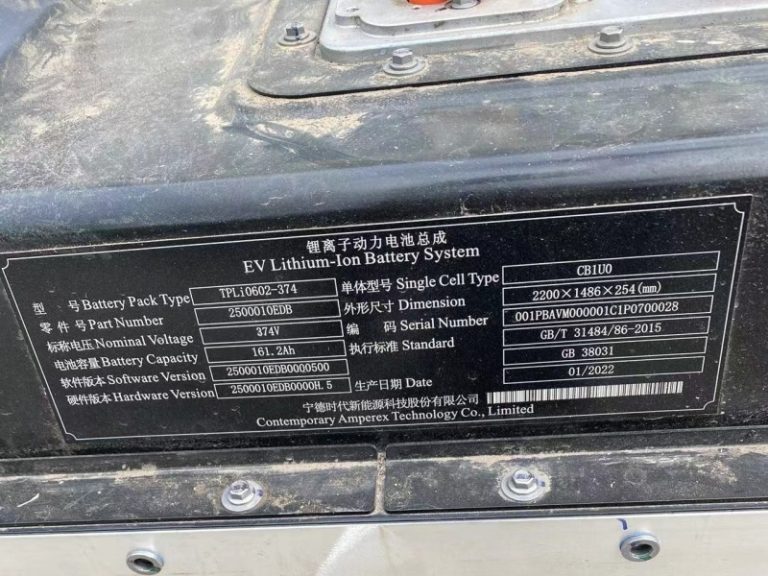 锂离子动力电池总成
EV Lithium-Ion Battery System
型 号 Battery Pack Type TPLi0602-374
零 件 号 Part Number 2500010EDB
标称电压 Nominal Voltage 374V
电池容量 Battery Capacity 161.2Ah
软件版本 Software Version 2500010EDB0000500
硬件版本 Hardware Version 2500010EDB0000H.5
单体型号 Single Cell Type CB1U0
外形尺寸 Dimension 2200×1486×254(mm)
编 码 Serial Number 001PBAVM000001C1P0700028
执行标准 Standard GB/T 31484/86-2015
GB 38031
生产日期 Date 01/2022
宁德时代新能源科技股份有限公司
Contemporary Amperex Technology Co., Limited